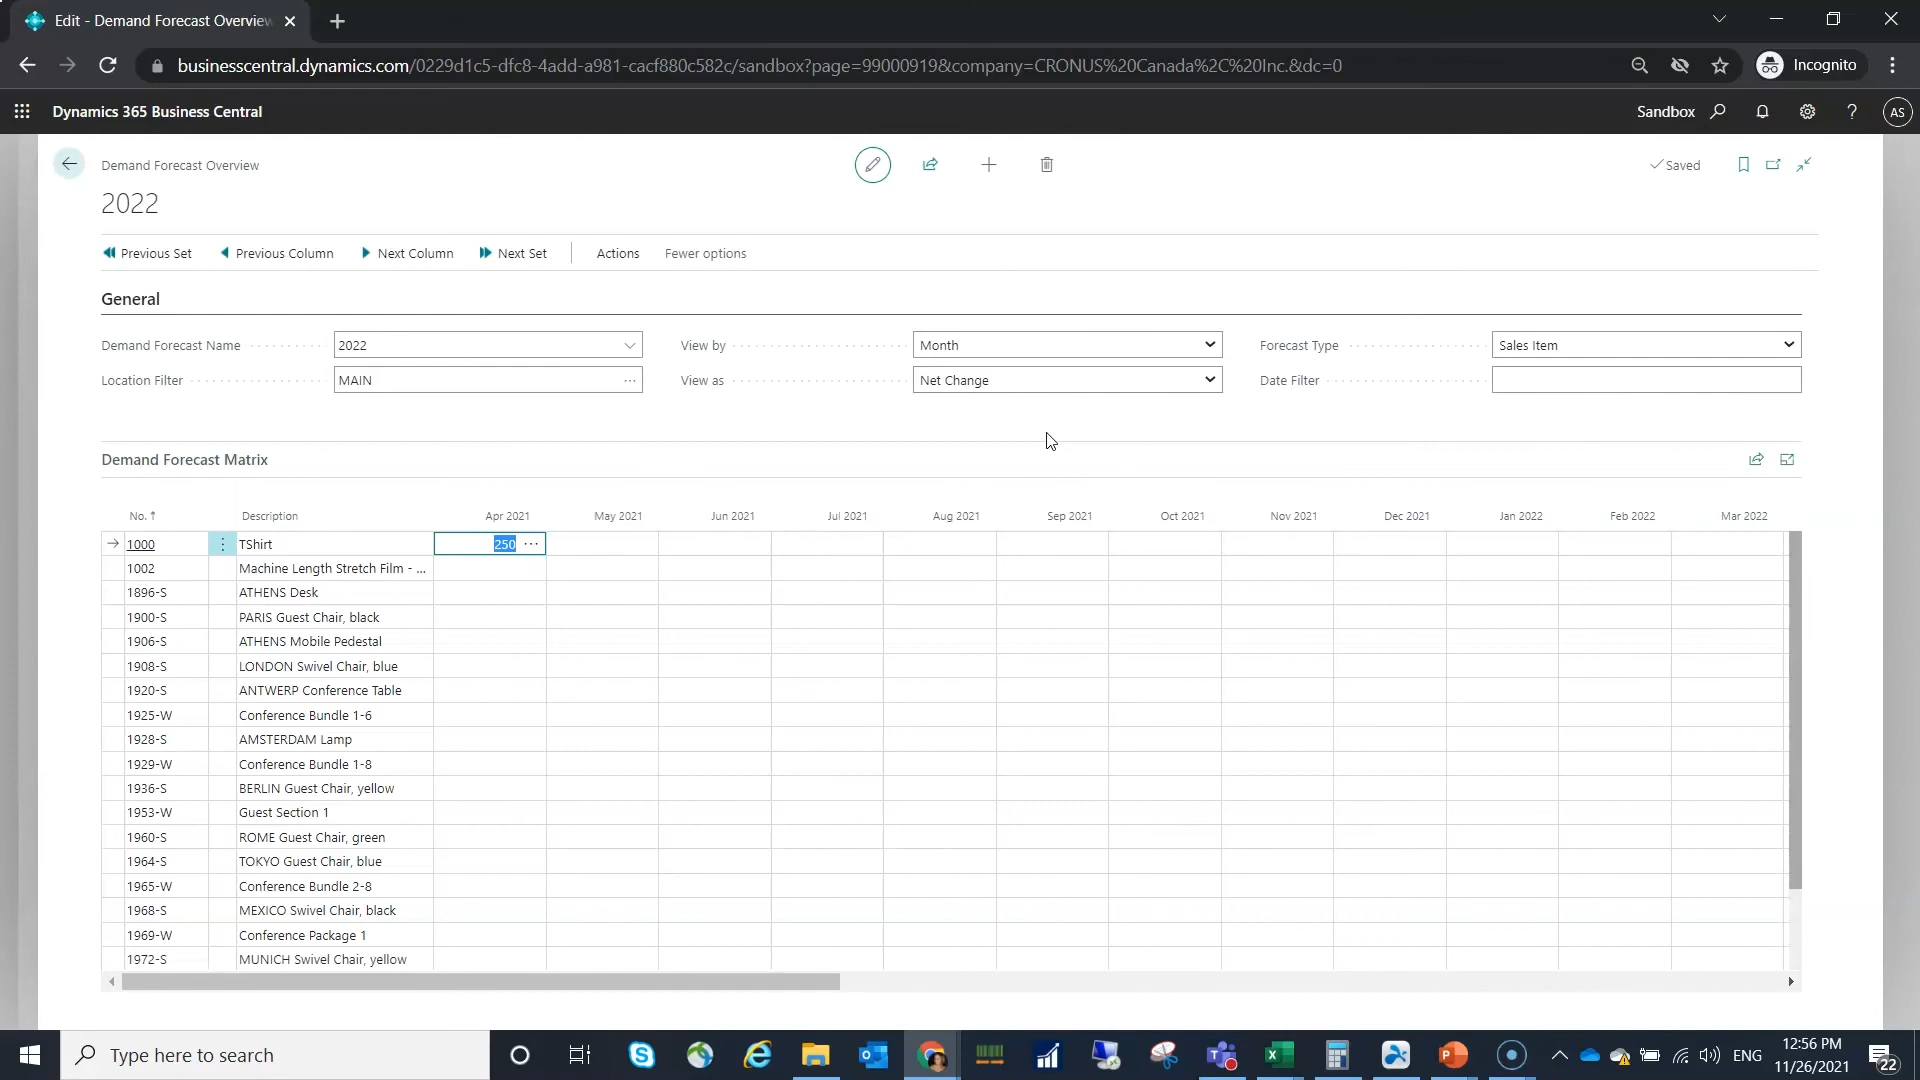 Edit - Demand Forecast Overview
businesscentral.dynamics.com/0229d1c5-dfc8-4add-a981-cacf880c582c/sandbox?page=99000919&company=CRONUS%20Canada%2C%20Inc.&dc=0
Incognito
Dynamics 365 Business Central
Sandbox
?
AS
Demand Forecast Overview
Saved
2022
Previous Set
Previous Column
Next Column
Next Set
Actions
Fewer options
General
Demand Forecast Name
2022
View by
Month
Forecast Type
Sales Item
Location Filter
MAIN
View as
Net Change
Date Filter
Demand Forecast Matrix
No. ↑ Description Apr 2021 May 2021 Jun 2021 Jul 2021 Aug 2021 Sep 2021 Oct 2021 Nov 2021 Dec 2021 Jan 2022 Feb 2022 Mar 2022
1000 TShirt 250
1002 Machine Length Stretch Film - ...
1896-S ATHENS Desk
1900-S PARIS Guest Chair, black
1906-S ATHENS Mobile Pedestal
1908-S LONDON Swivel Chair, blue
1920-S ANTWERP Conference Table
1925-W Conference Bundle 1-6
1928-S AMSTERDAM Lamp
1929-W Conference Bundle 1-8
1936-S BERLIN Guest Chair, yellow
1953-W Guest Section 1
1960-S ROME Guest Chair, green
1964-S TOKYO Guest Chair, blue
1965-W Conference Bundle 2-8
1968-S MEXICO Swivel Chair, black
1969-W Conference Package 1
1972-S MUNICH Swivel Chair, yellow
Type here to search
ENG
12:56 PM
11/26/2021
22